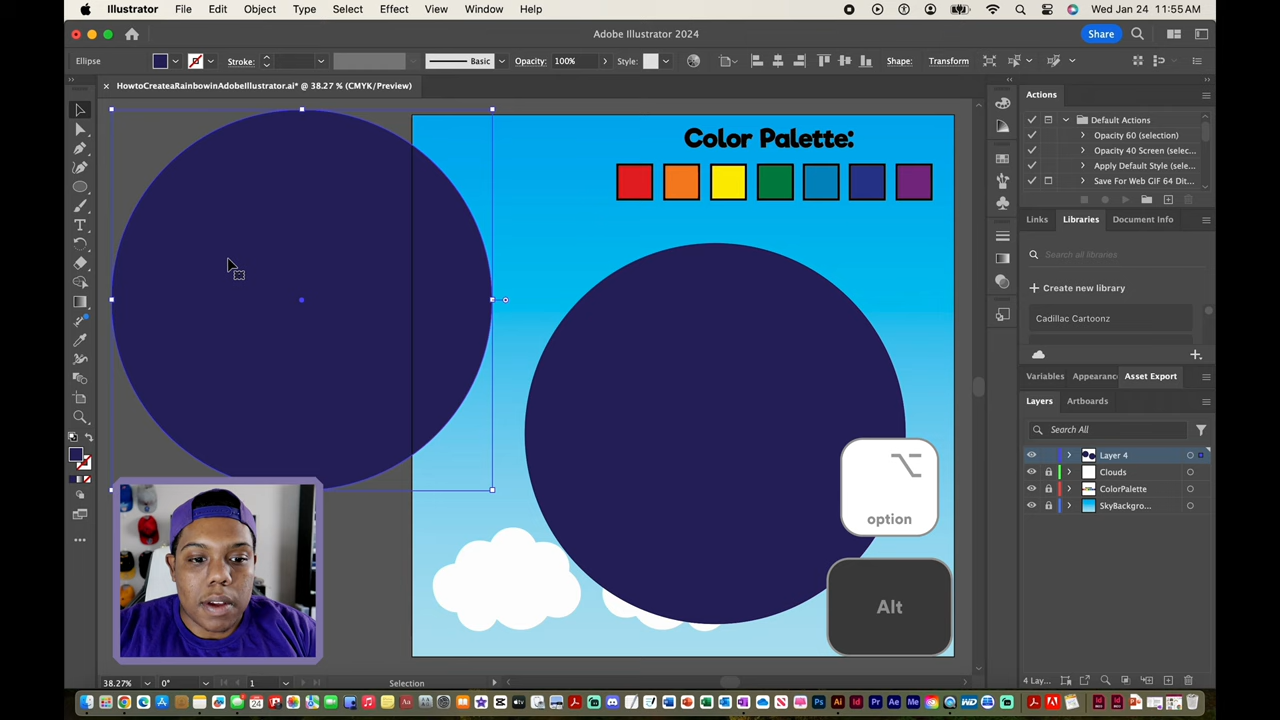 Illustrator File Edit Object Type Select Effect View Window Help
Wed Jan 24 11:55 AM
Adobe Illustrator 2024
Share
Ellipse
Stroke:
Basic
Opacity: 100%
Style:
Shape:
Transform
× HowtoCreateaRainbowinAdobeIllustrator.ai* @ 38.27 % (CMYK/Preview)
Color Palette:
option
Alt
Actions
Default Actions
Opacity 60 (selection)
Opacity 40 Screen (selec...
Apply Default Style (sele...
Save For Web GIF 64 Dit...
Links Libraries Document Info
Search all libraries
+ Create new library
Cadillac Cartoonz
Variables Appearanc Asset Export
Layers Artboards
Search All
Layer 4
Clouds
ColorPalette
SkyBackgro...
4 Lay...
38.27% 0° 1 Selection